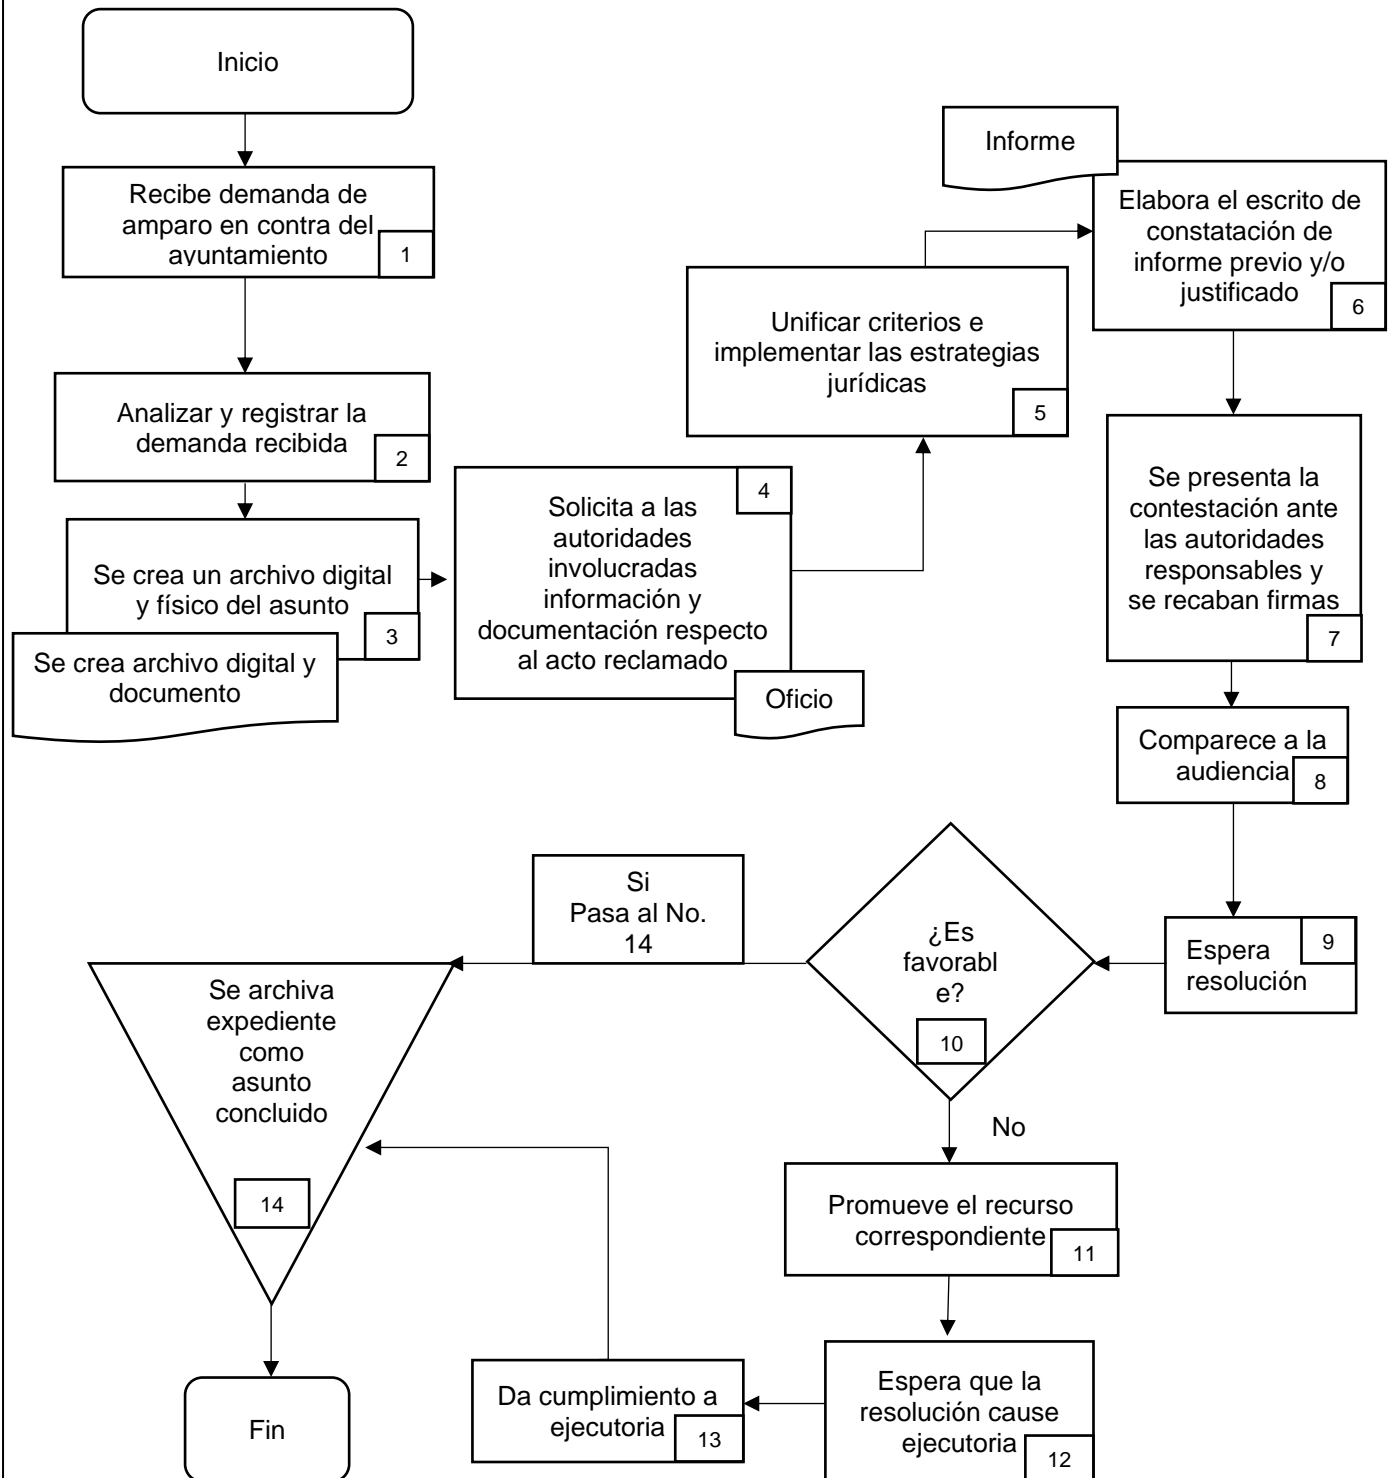 Inicio
Recibe demanda de
amparo en contra del
ayuntamiento
1
Analizar y registrar la
demanda recibida
2
Se crea un archivo digital
y físico del asunto
3
Se crea archivo digital y
documento
4
Solicita a las
autoridades
involucradas
información y
documentación respecto
al acto reclamado
Oficio
Unificar criterios e
implementar las estrategias
jurídicas
5
Informe
Elabora el escrito de
constatación de
informe previo y/o
justificado
6
Se presenta la
contestación ante
las autoridades
responsables y
se recaban firmas
7
Comparece a la
audiencia
8
9
Espera
resolución
¿Es
favorabl
e?
10
Si
Pasa al No.
14
No
Promueve el recurso
correspondiente
11
Espera que la
resolución cause
ejecutoria
12
Da cumplimiento a
ejecutoria
13
Se archiva
expediente
como
asunto
concluido
14
Fin